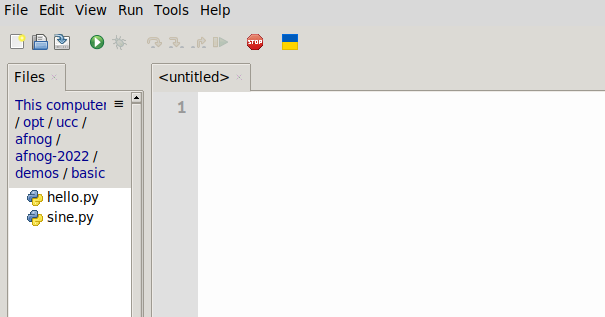 File Edit View Run Tools Help
STOP
Files × <untitled> ×
This computer
/ opt / ucc /
afnog /
afnog-2022 /
demos / basic
hello.py
sine.py
1